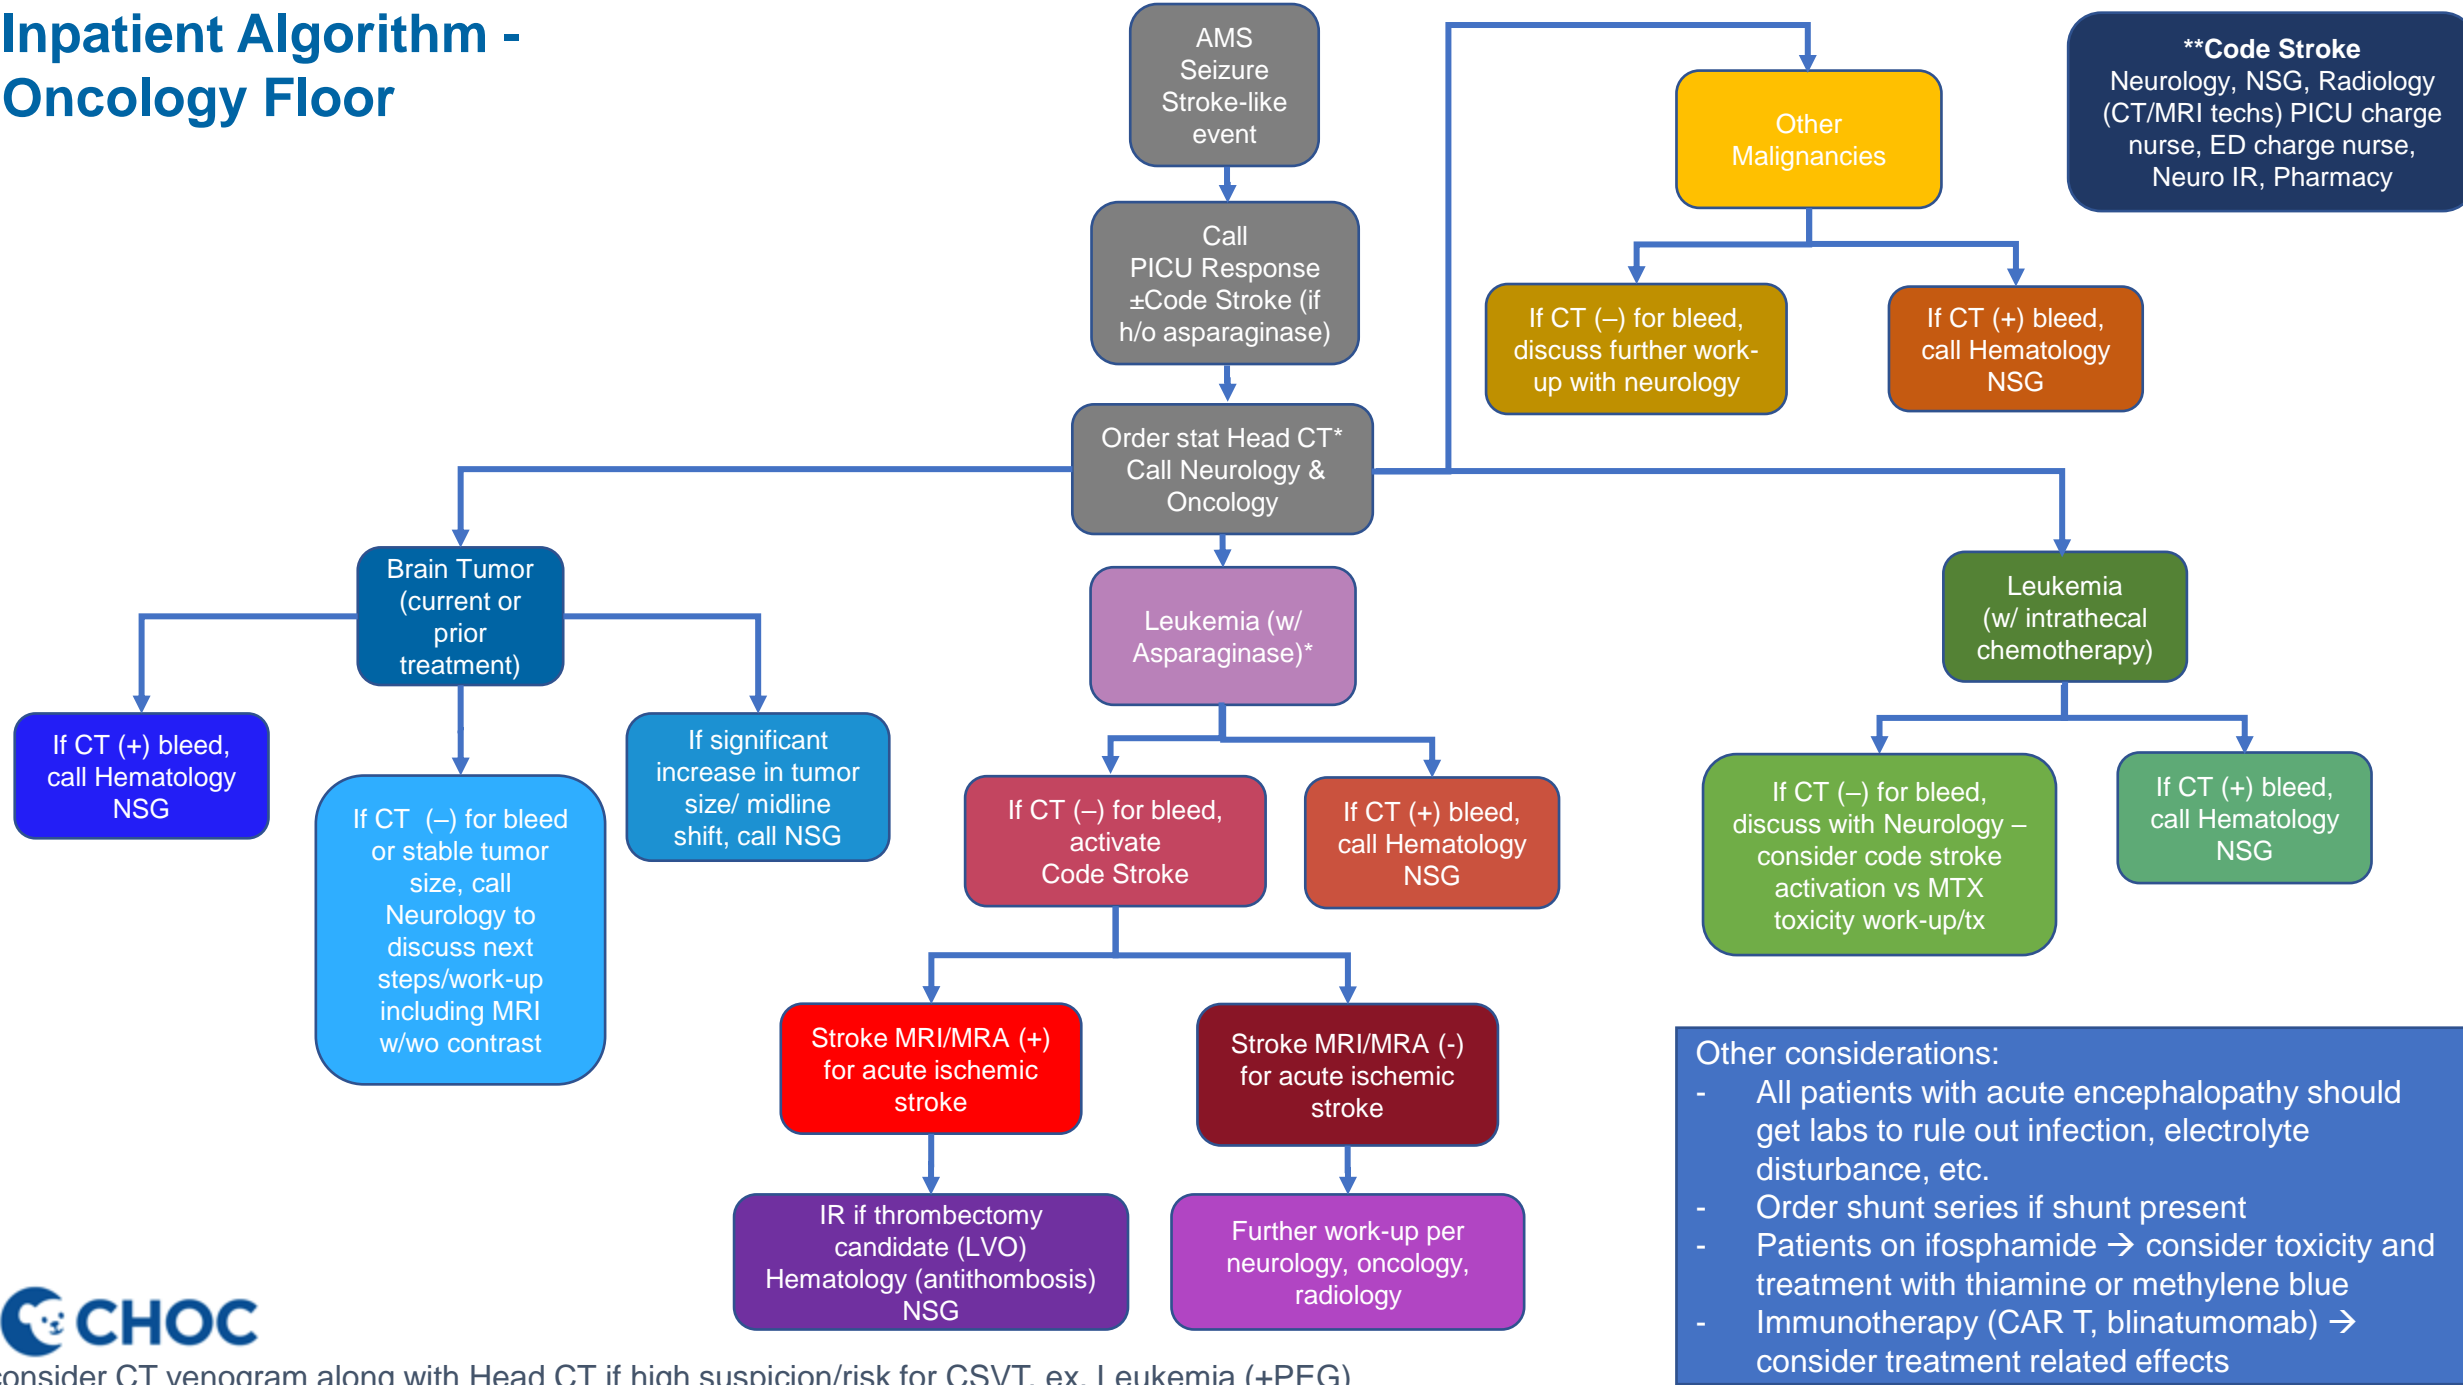 Inpatient Algorithm -
Oncology Floor
AMS
Seizure
Stroke-like
event
Call
PICU Response
±Code Stroke (if
h/o asparaginase)
Order stat Head CT*
Call Neurology &
Oncology
Other
Malignancies
**Code Stroke
Neurology, NSG, Radiology
(CT/MRI techs) PICU charge
nurse, ED charge nurse,
Neuro IR, Pharmacy
If CT (–) for bleed,
discuss further work-
up with neurology
If CT (+) bleed,
call Hematology
NSG
Brain Tumor
(current or
prior
treatment)
If CT (+) bleed,
call Hematology
NSG
If CT  (–) for bleed
or stable tumor
size, call
Neurology to
discuss next
steps/work-up
including MRI
w/wo contrast
If significant
increase in tumor
size/ midline
shift, call NSG
Leukemia (w/
Asparaginase)*
If CT (–) for bleed,
activate
Code Stroke
If CT (+) bleed,
call Hematology
NSG
Stroke MRI/MRA (+)
for acute ischemic
stroke
Stroke MRI/MRA (-)
for acute ischemic
stroke
IR if thrombectomy
candidate (LVO)
Hematology (antithombosis)
NSG
Further work-up per
neurology, oncology,
radiology
Leukemia
(w/ intrathecal
chemotherapy)
If CT (–) for bleed,
discuss with Neurology –
consider code stroke
activation vs MTX
toxicity work-up/tx
If CT (+) bleed,
call Hematology
NSG
Other considerations:
- All patients with acute encephalopathy should
get labs to rule out infection, electrolyte
disturbance, etc.
- Order shunt series if shunt present
- Patients on ifosphamide → consider toxicity and
treatment with thiamine or methylene blue
- Immunotherapy (CAR T, blinatumomab) →
consider treatment related effects
CHOC
consider CT venogram along with Head CT if high suspicion/risk for CSVT, ex. Leukemia (+PEG)